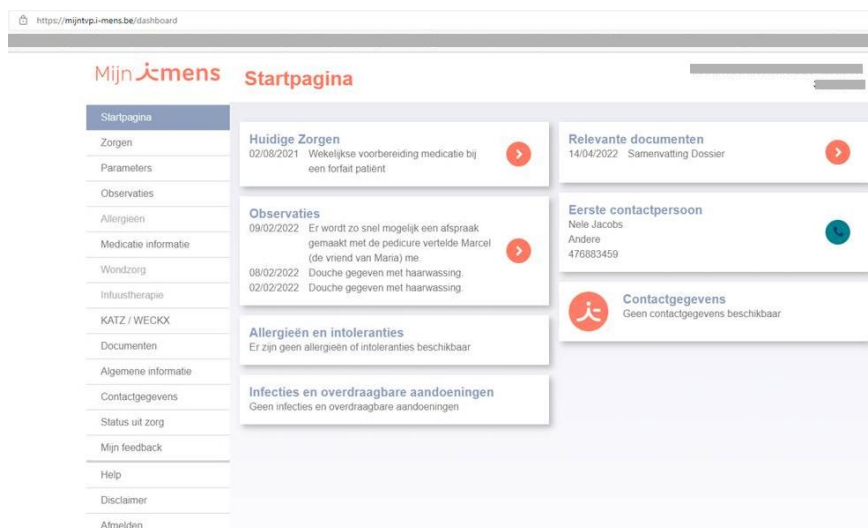 https://mijntvp.i-mens.be/dashboard
Mijn i-mens
Startpagina
Startpagina
Zorgen
Parameters
Observaties
Allergieën
Medicatie informatie
Wondzorg
Infuustherapie
KATZ / WECKX
Documenten
Algemene informatie
Contactgegevens
Status uit zorg
Mijn feedback
Help
Disclaimer
Afmelden
Huidige Zorgen
02/08/2021 Wekelijkse voorbereiding medicatie bij
een forfait patiënt
Observaties
09/02/2022 Er wordt zo snel mogelijk een afspraak
gemaakt met de pedicure vertelde Marcel
(de vriend van Maria) me.
08/02/2022 Douche gegeven met haarwassing.
02/02/2022 Douche gegeven met haarwassing.
Allergieën en intoleranties
Er zijn geen allergieën of intoleranties beschikbaar
Infecties en overdraagbare aandoeningen
Geen infecties en overdraagbare aandoeningen
Relevante documenten
14/04/2022 Samenvatting Dossier
Eerste contactpersoon
Nele Jacobs
Andere
476883459
Contactgegevens
Geen contactgegevens beschikbaar